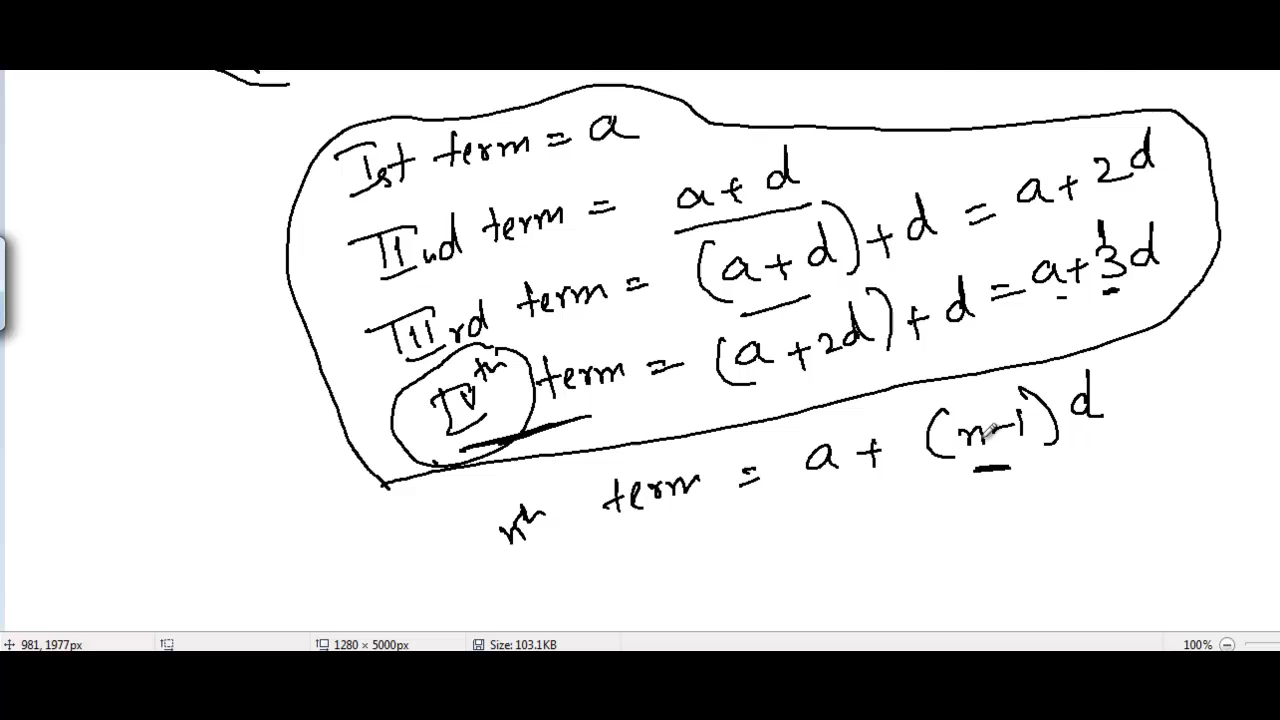 Ist term = a
IInd term = a + d
IIIrd term = (a + d) + d = a + 2d
IVth term = (a + 2d) + d = a + 3d
nth term = a + (n-1) d
981, 1977px 1280 × 5000px Size: 103.1KB 100%